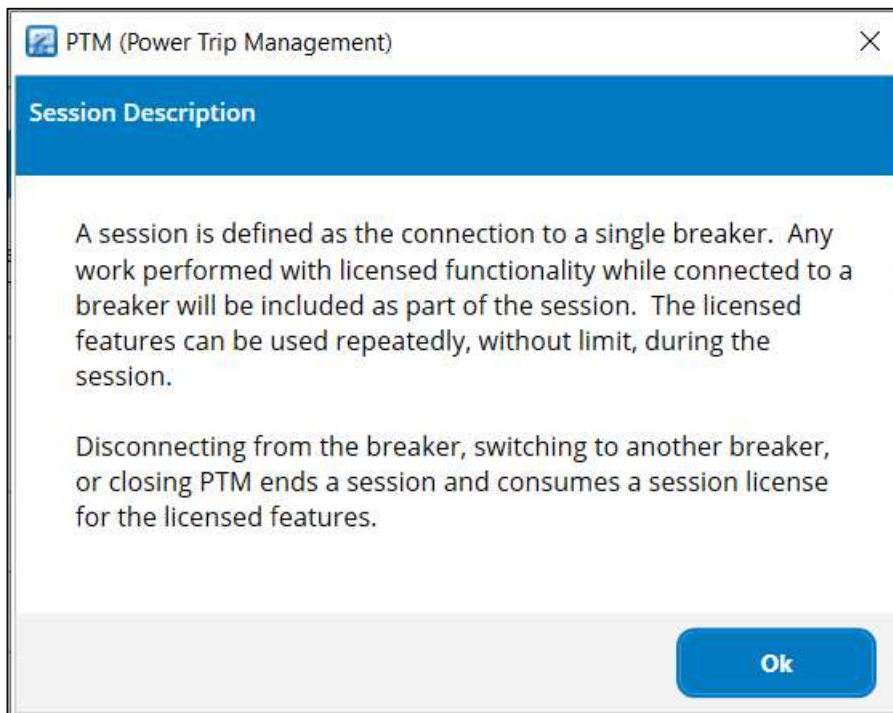 PTM (Power Trip Management)
Session Description
A session is defined as the connection to a single breaker.  Any
work performed with licensed functionality while connected to a
breaker will be included as part of the session.  The licensed
features can be used repeatedly, without limit, during the
session.
Disconnecting from the breaker, switching to another breaker,
or closing PTM ends a session and consumes a session license
for the licensed features.
Ok